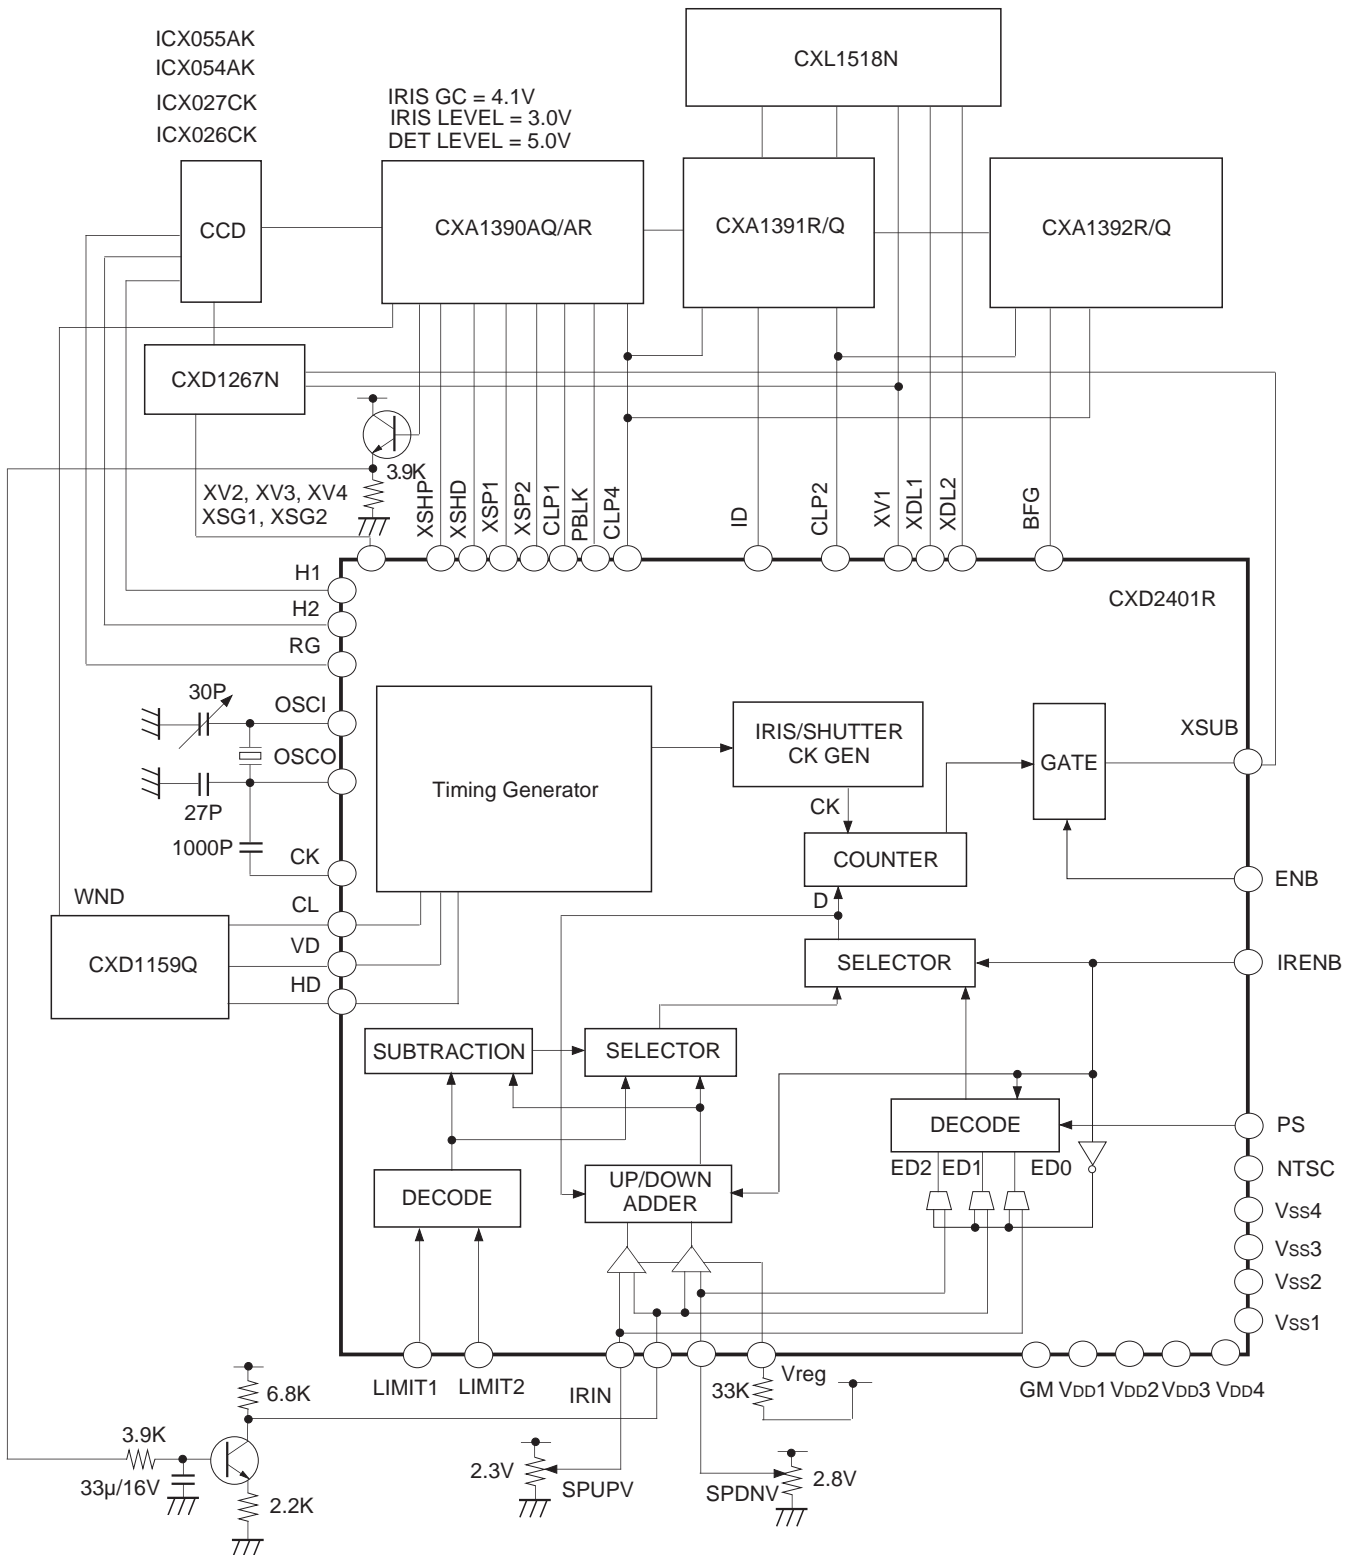 ICX055AK
ICX054AK
ICX027CK
ICX026CK
IRIS GC = 4.1V
IRIS LEVEL = 3.0V
DET LEVEL = 5.0V
CXL1518N
CCD
CXA1390AQ/AR
CXA1391R/Q
CXA1392R/Q
CXD1267N
3.9K
XV2, XV3, XV4
XSG1, XSG2
XSHP
XSHD
XSP1
XSP2
CLP1
PBLK
CLP4
ID
CLP2
XV1
XDL1
XDL2
BFG
H1
H2
RG
CXD2401R
30P
OSCI
OSCO
27P
1000P
CK
Timing Generator
IRIS/SHUTTER
CK GEN
GATE
XSUB
CK
COUNTER
D
ENB
WND
CL
VD
HD
CXD1159Q
SELECTOR
IRENB
SUBTRACTION
SELECTOR
DECODE
PS
ED2
ED1
ED0
NTSC
DECODE
UP/DOWN
ADDER
Vss4
Vss3
Vss2
Vss1
LIMIT1
LIMIT2
IRIN
33K
Vreg
GM
VDD1
VDD2
VDD3
VDD4
6.8K
3.9K
33μ/16V
2.2K
2.3V
SPUPV
SPDNV
2.8V